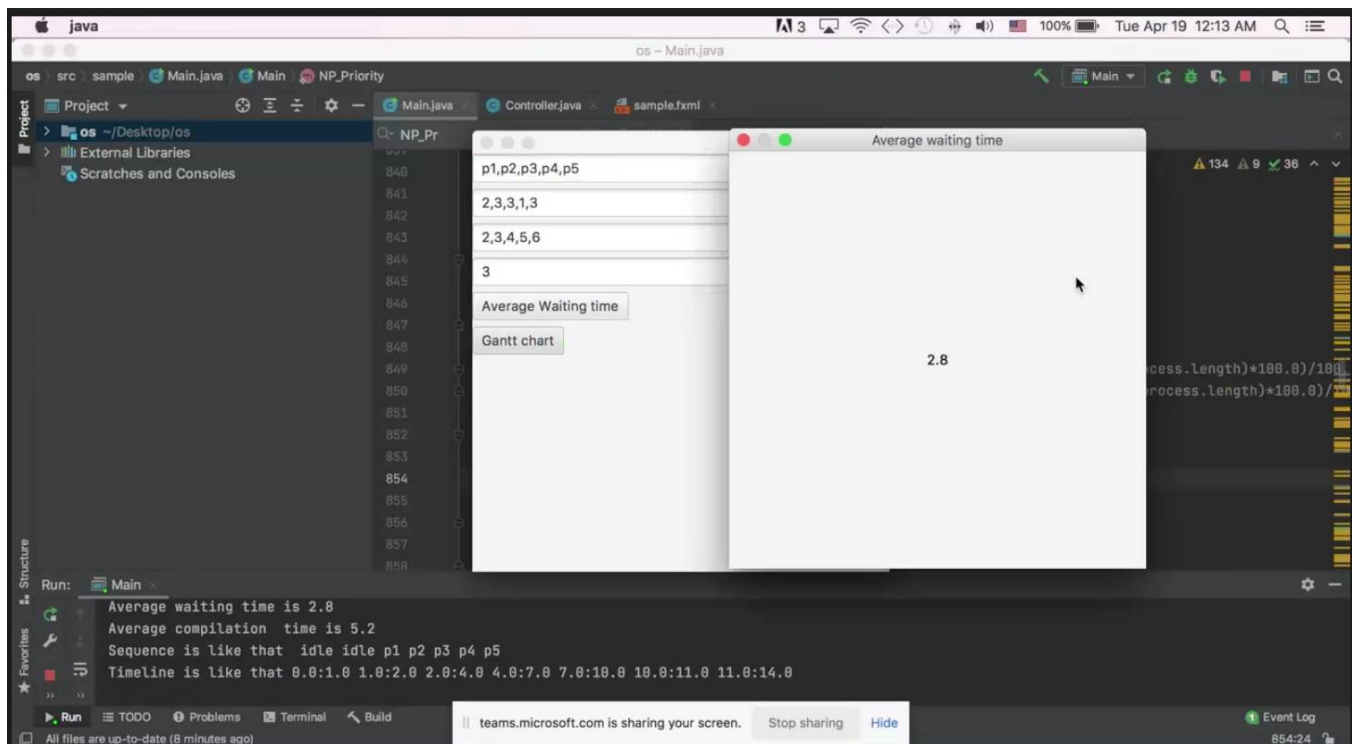 java
3
100%
Tue Apr 19 12:13 AM
os – Main.java
os src sample Main.java Main NP_Priority
Main
Project
Project
Main.java
Controller.java
sample.fxml
os ~/Desktop/os
External Libraries
Scratches and Consoles
NP_Pr
134 9 36
840
841
842
843
844
845
846
847
848
849
850
851
852
853
854
855
856
857
858
p1,p2,p3,p4,p5
2,3,3,1,3
2,3,4,5,6
3
Average Waiting time
Gantt chart
Average waiting time
2.8
cess.length)*100.0)/100
rocess.length)*100.0)/
Structure
Favorites
Run: Main
Average waiting time is 2.8
Average compilation  time is 5.2
Sequence is like that  idle idle p1 p2 p3 p4 p5
Timeline is like that 0.0:1.0 1.0:2.0 2.0:4.0 4.0:7.0 7.0:10.0 10.0:11.0 11.0:14.0
Run TODO Problems Terminal Build
Event Log
teams.microsoft.com is sharing your screen. Stop sharing Hide
All files are up-to-date (8 minutes ago)
854:24